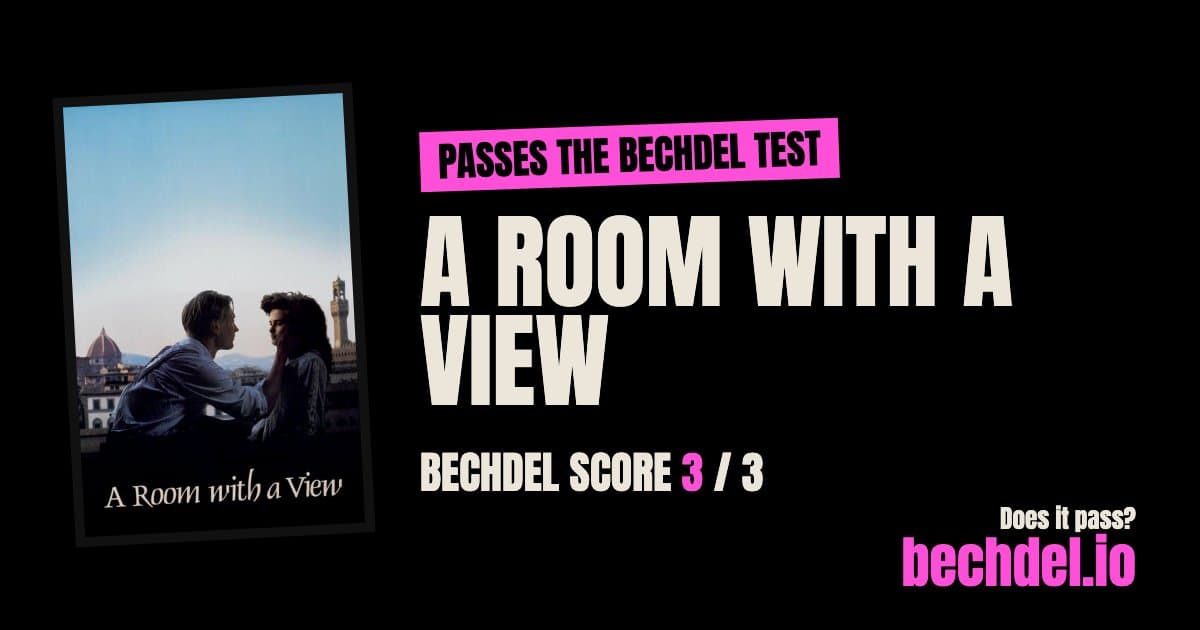 A Room with a View
PASSES THE BECHDEL TEST
A ROOM WITH A
VIEW
BECHDEL SCORE 3 / 3
Does it pass?
bechdel.io